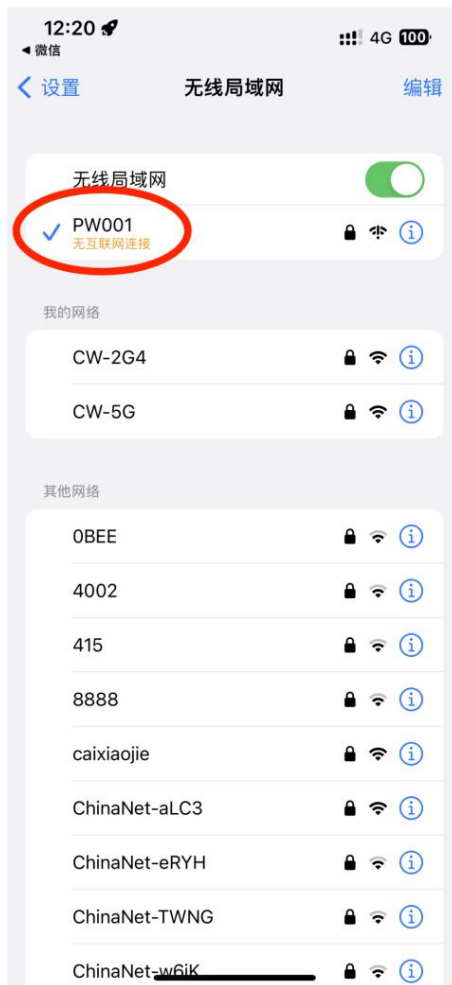 12:20
微信
4G 100
设置 无线局域网 编辑
无线局域网
PW001
无互联网连接
我的网络
CW-2G4
CW-5G
其他网络
0BEE
4002
415
8888
caixiaojie
ChinaNet-aLC3
ChinaNet-eRYH
ChinaNet-TWNG
ChinaNet-w6iK